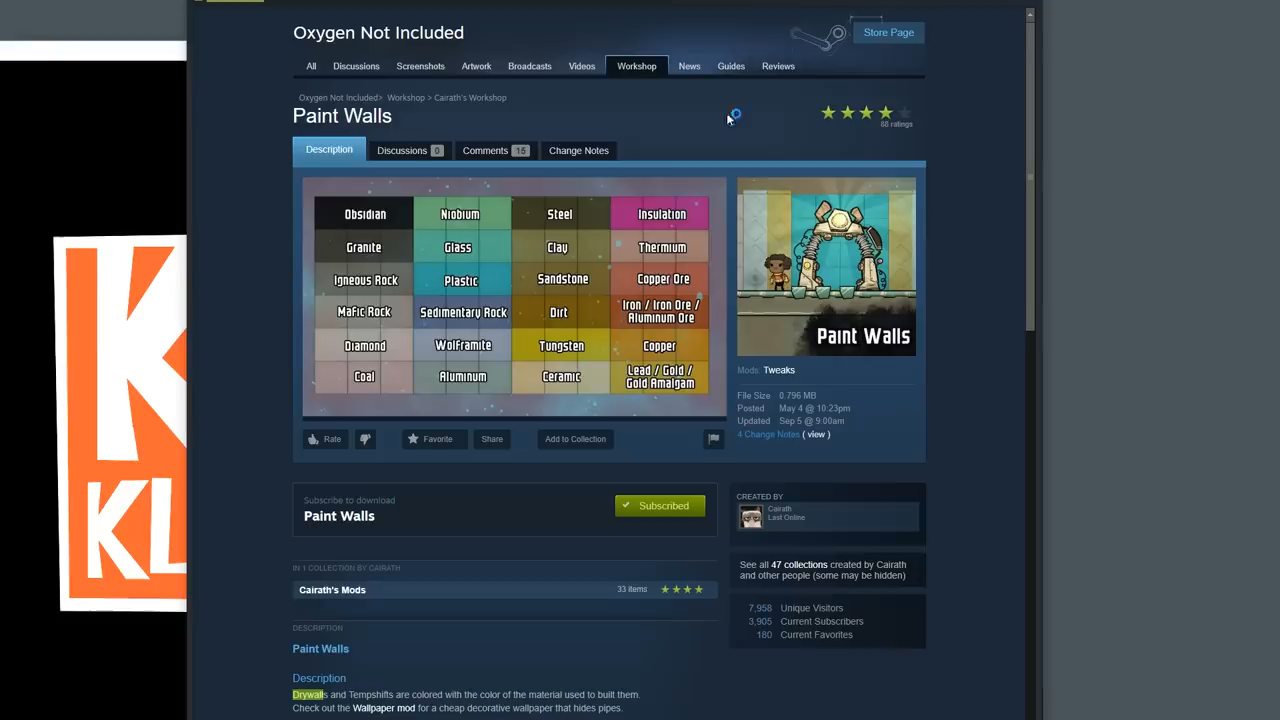 Oxygen Not Included
Store Page
All Discussions Screenshots Artwork Broadcasts Videos Workshop News Guides Reviews
Oxygen Not Included> Workshop > Cairath's Workshop
Paint Walls
88 ratings
Description Discussions 0 Comments 15 Change Notes
Obsidian Niobium Steel Insulation
Granite Glass Clay Thermium
Igneous Rock Plastic Sandstone Copper Ore
Mafic Rock Sedimentary Rock Dirt Iron / Iron Ore /
Aluminum Ore
Diamond Wolframite Tungsten Copper
Coal Aluminum Ceramic Lead / Gold /
Gold Amalgam
Paint Walls
Mods: Tweaks
File Size 0.796 MB
Posted May 4 @ 10:23pm
Updated Sep 5 @ 9:00am
4 Change Notes ( view )
Rate Favorite Share Add to Collection
Subscribe to download
Paint Walls
Subscribed
CREATED BY
Cairath
Last Online
IN 1 COLLECTION BY CAIRATH
Cairath's Mods 33 items
See all 47 collections created by Cairath
and other people (some may be hidden)
7,958 Unique Visitors
3,905 Current Subscribers
180 Current Favorites
DESCRIPTION
Paint Walls
Description
Drywalls and Tempshifts are colored with the color of the material used to built them.
Check out the Wallpaper mod for a cheap decorative wallpaper that hides pipes.
K
KL